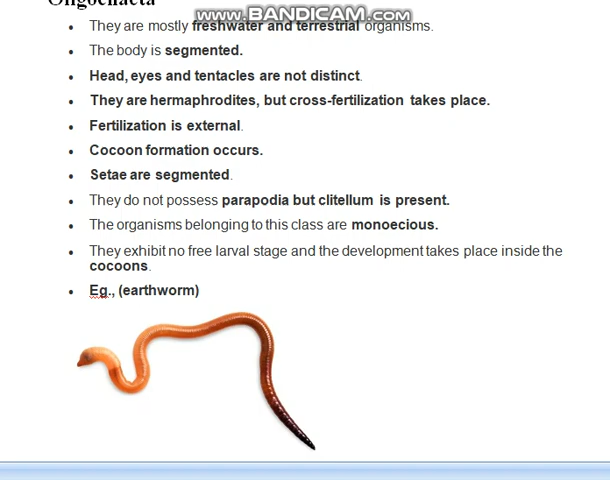 Oligochaeta
www.BANDICAM.com
• They are mostly freshwater and terrestrial organisms.
• The body is segmented.
• Head, eyes and tentacles are not distinct.
• They are hermaphrodites, but cross-fertilization takes place.
• Fertilization is external.
• Cocoon formation occurs.
• Setae are segmented.
• They do not possess parapodia but clitellum is present.
• The organisms belonging to this class are monoecious.
• They exhibit no free larval stage and the development takes place inside the
cocoons.
• Eg., (earthworm)